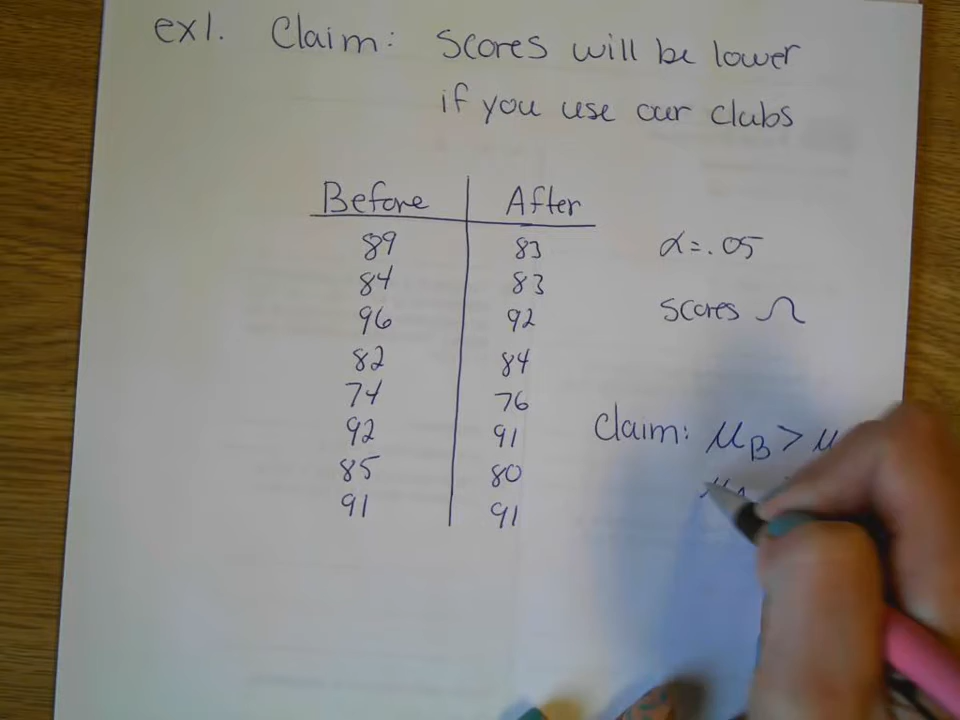 ex1. Claim: scores will be lower
if you use our clubs
Before After
89 83
84 83
96 92
82 84
74 76
92 91
85 80
91 91
α=.05
scores
Claim: μB > μ